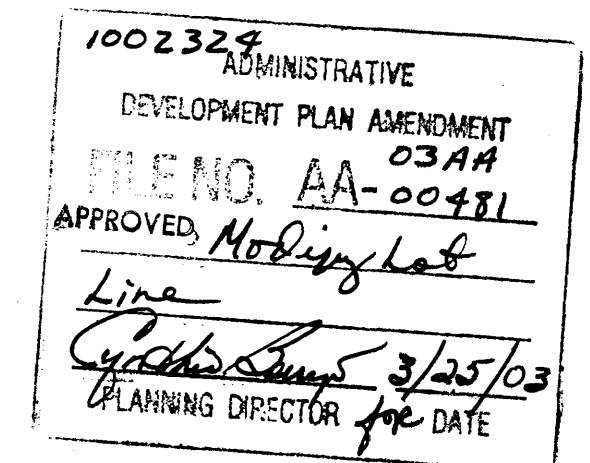 1002324
ADMINISTRATIVE
DEVELOPMENT PLAN AMENDMENT
03AA
FILE NO. AA-00481
APPROVED Modify Lot
Line
Cynthia 3/25/03
PLANNING DIRECTOR for DATE